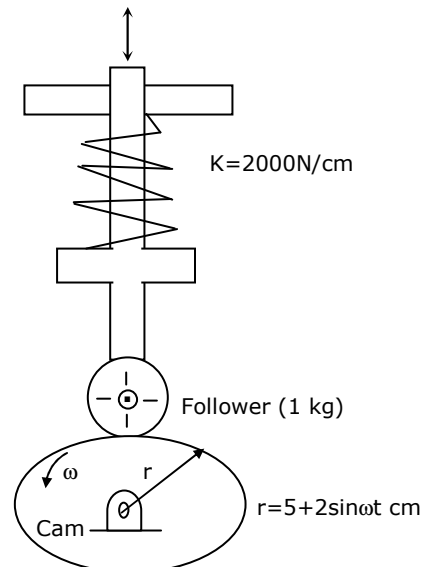 K=2000N/cm
Follower (1 kg)
ω
r
r=5+2sinωt cm
Cam